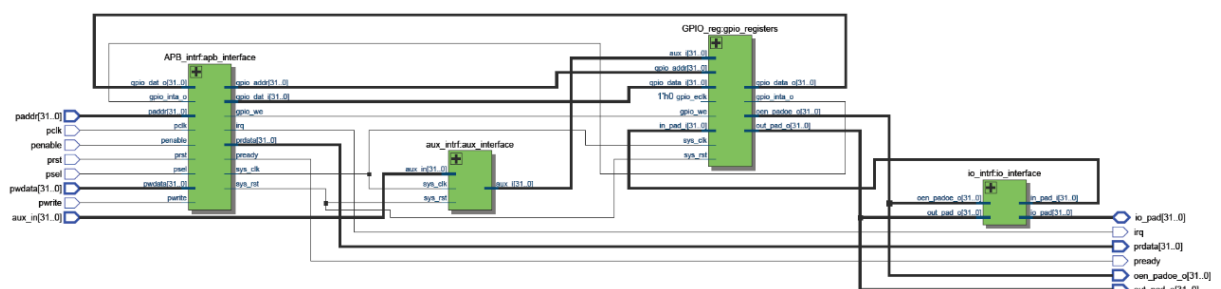 GPIO_reg:gpio_registers
APB_intrf:apb_interface
aux_i[31..0]
gpio_addr[31..0]
gpio_dat_o[31..0] gpio_addr[31..0]
gpio_data_i[31..0] gpio_data_o[31..0]
gpio_inta_o gpio_dat_i[31..0]
1'h0 gpio_eclk gpio_inta_o
paddr[31..0] paddr[31..0] gpio_we
gpio_we oen_padoe_o[31..0]
pclk pclk irq
in_pad_i[31..0] out_pad_o[31..0]
penable penable prdata[31..0]
sys_clk
prst prst pready
aux_intrf:aux_interface
sys_rst
psel psel sys_clk
aux_in[31..0]
io_intrf:io_interface
pwdata[31..0] pwdata[31..0] sys_rst
sys_clk aux_i[31..0]
pwrite pwrite
sys_rst
oen_padoe_o[31..0] in_pad_i[31..0]
aux_in[31..0]
out_pad_o[31..0] io_pad[31..0]
io_pad[31..0]
irq
prdata[31..0]
pready
oen_padoe_o[31..0]
out_pad_o[31..0]